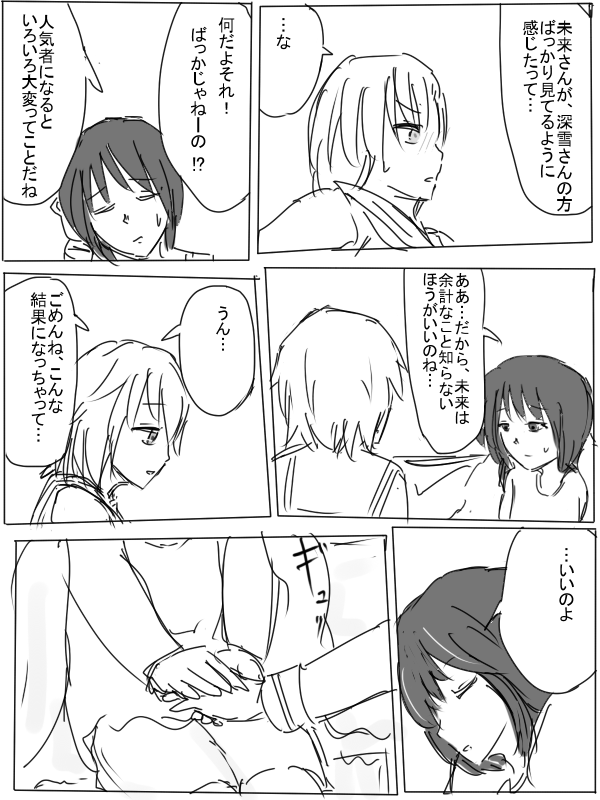 未来さんが、深雪さんの方
ばっかり見てるように
感じたって…
…な
何だよそれ！
ばっかじゃねーの!?
人気者になると
いろいろ大変ってことだね
ああ…だから、未来は
余計なこと知らない
ほうがいいのね…
うん…
ごめんね、こんな
結果になっちゃって…
…いいのよ
ギュッ